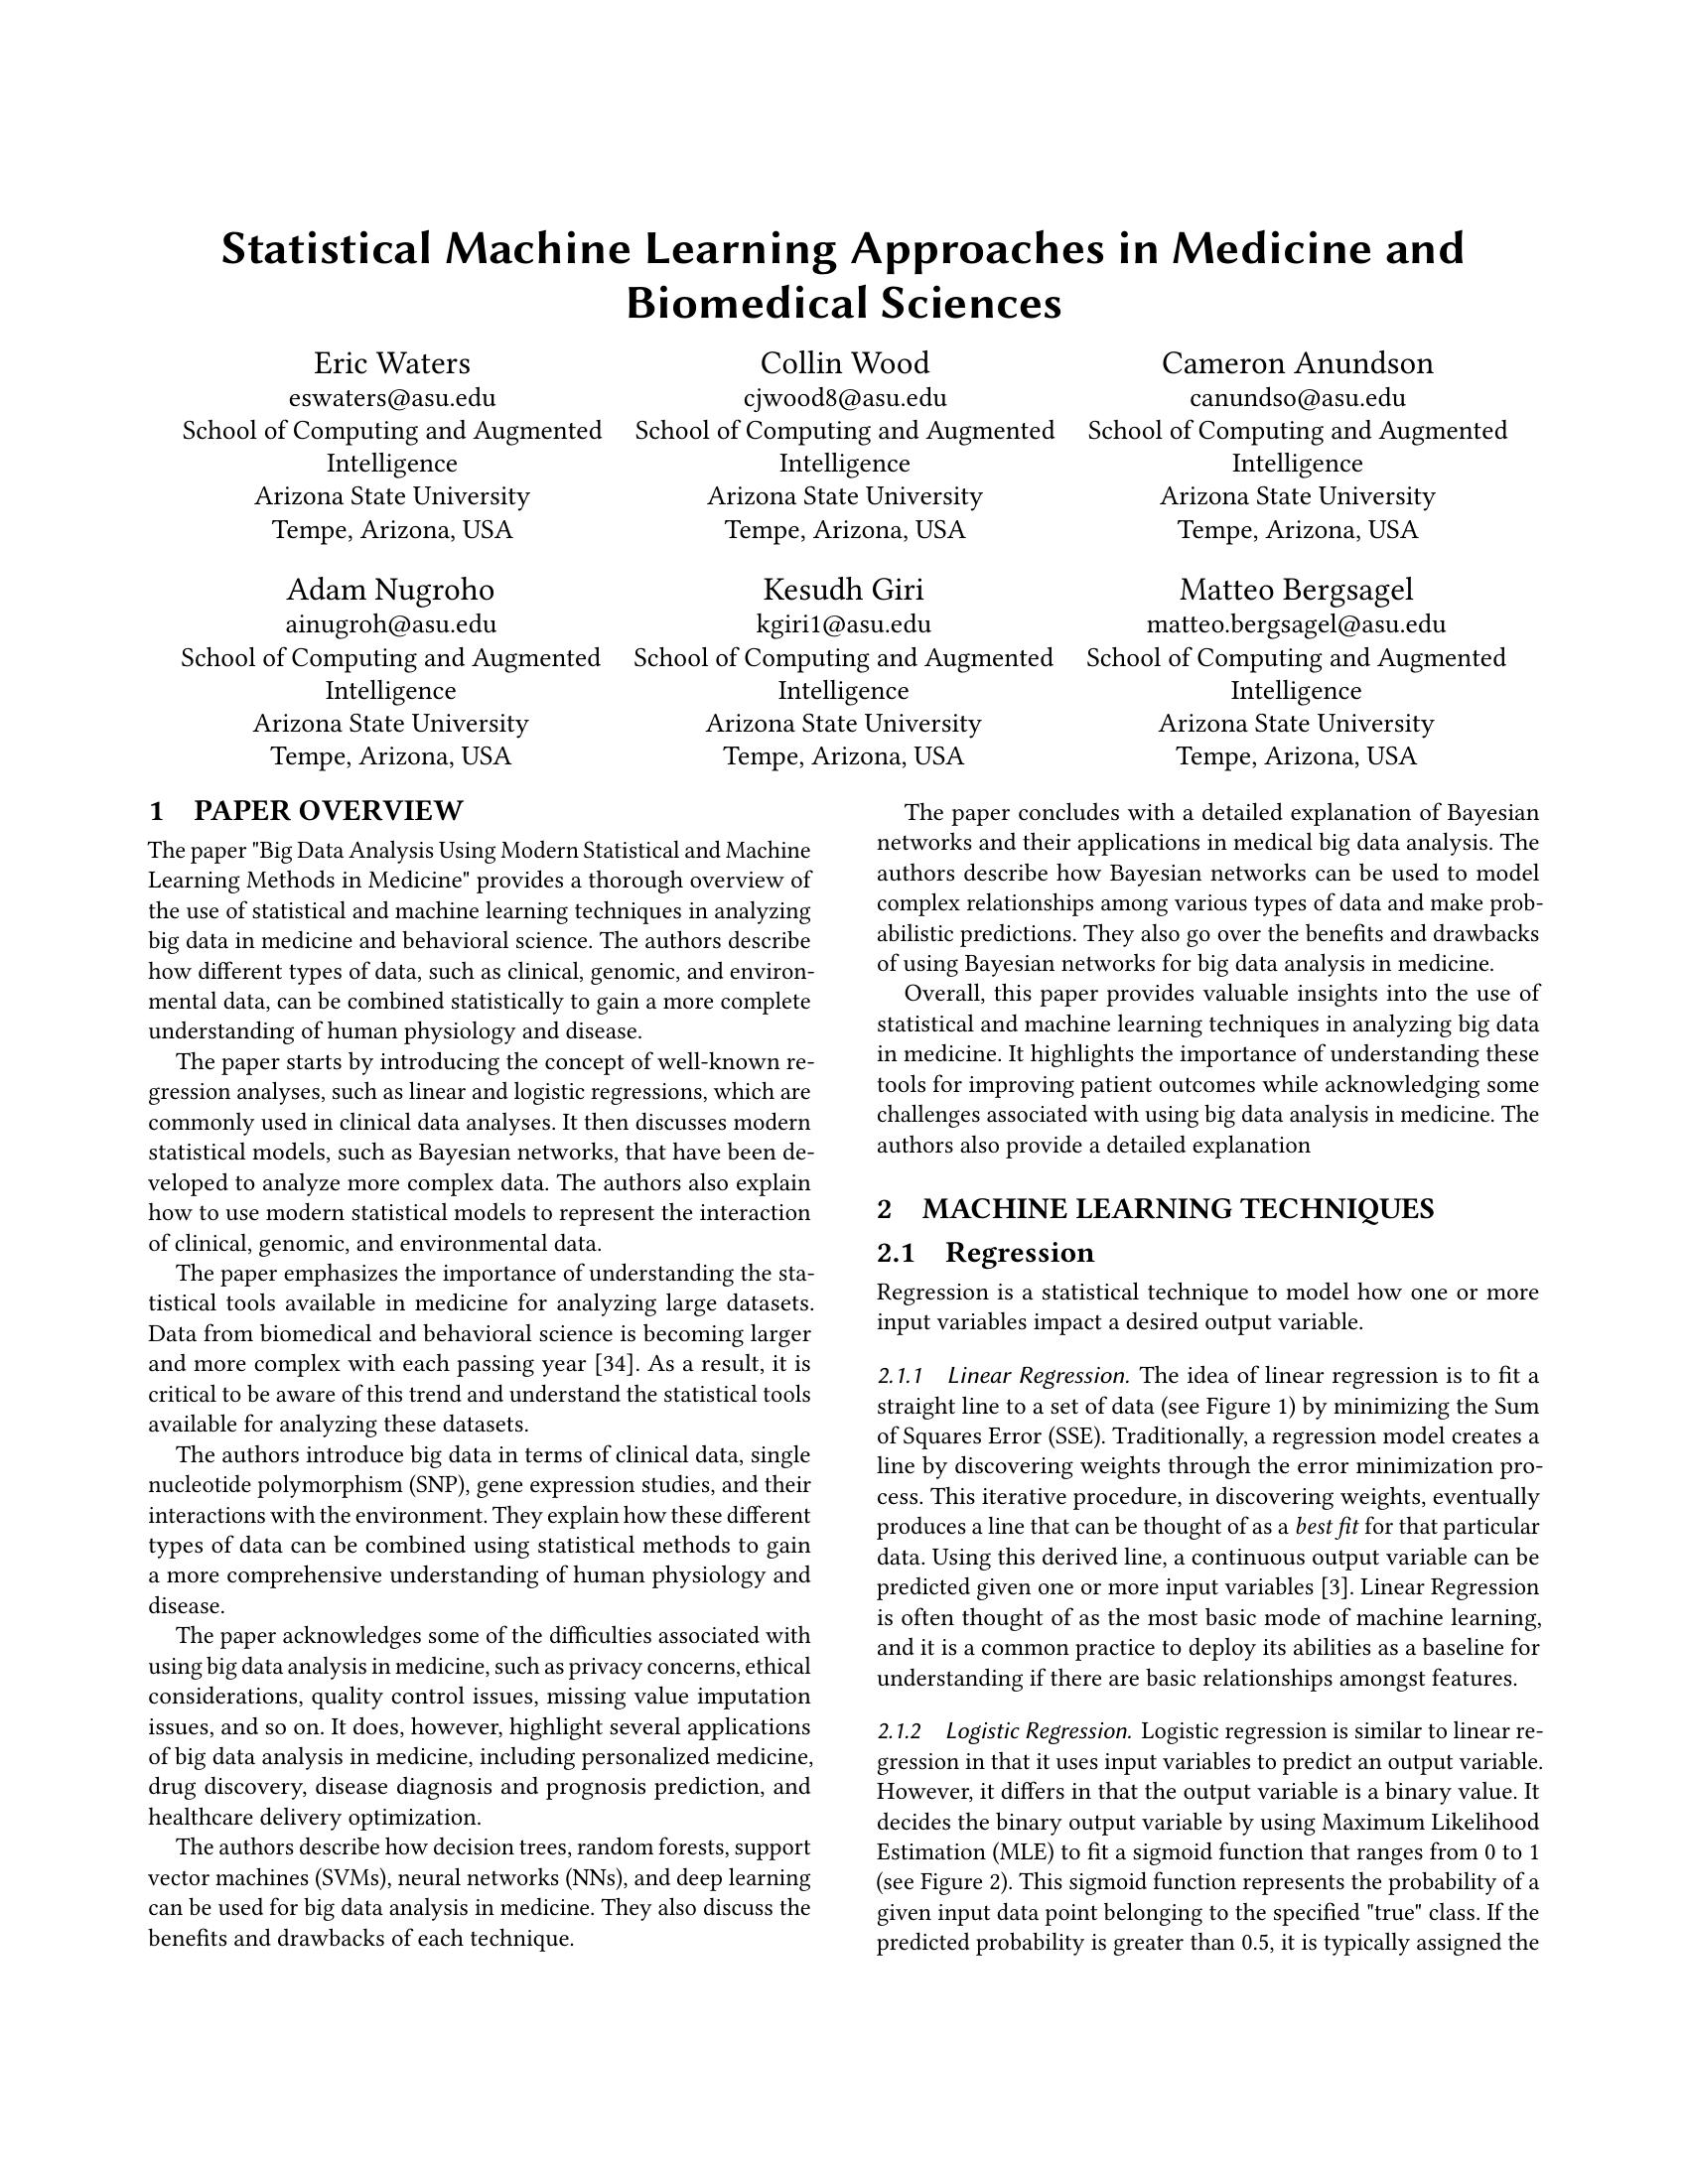 Statistical Machine Learning Approaches in Medicine and
Biomedical Sciences
Eric Waters
eswaters@asu.edu
School of Computing and Augmented
Intelligence
Arizona State University
Tempe, Arizona, USA
Collin Wood
cjwood8@asu.edu
School of Computing and Augmented
Intelligence
Arizona State University
Tempe, Arizona, USA
Cameron Anundson
canundso@asu.edu
School of Computing and Augmented
Intelligence
Arizona State University
Tempe, Arizona, USA
Adam Nugroho
ainugroh@asu.edu
School of Computing and Augmented
Intelligence
Arizona State University
Tempe, Arizona, USA
Kesudh Giri
kgiri1@asu.edu
School of Computing and Augmented
Intelligence
Arizona State University
Tempe, Arizona, USA
Matteo Bergsagel
matteo.bergsagel@asu.edu
School of Computing and Augmented
Intelligence
Arizona State University
Tempe, Arizona, USA
1 PAPER OVERVIEW
The paper "Big Data Analysis Using Modern Statistical and Machine
Learning Methods in Medicine" provides a thorough overview of
the use of statistical and machine learning techniques in analyzing
big data in medicine and behavioral science. The authors describe
how different types of data, such as clinical, genomic, and environ-
mental data, can be combined statistically to gain a more complete
understanding of human physiology and disease.
The paper starts by introducing the concept of well-known re-
gression analyses, such as linear and logistic regressions, which are
commonly used in clinical data analyses. It then discusses modern
statistical models, such as Bayesian networks, that have been de-
veloped to analyze more complex data. The authors also explain
how to use modern statistical models to represent the interaction
of clinical, genomic, and environmental data.
The paper emphasizes the importance of understanding the sta-
tistical tools available in medicine for analyzing large datasets.
Data from biomedical and behavioral science is becoming larger
and more complex with each passing year [34]. As a result, it is
critical to be aware of this trend and understand the statistical tools
available for analyzing these datasets.
The authors introduce big data in terms of clinical data, single
nucleotide polymorphism (SNP), gene expression studies, and their
interactions with the environment. They explain how these different
types of data can be combined using statistical methods to gain
a more comprehensive understanding of human physiology and
disease.
The paper acknowledges some of the difficulties associated with
using big data analysis in medicine, such as privacy concerns, ethical
considerations, quality control issues, missing value imputation
issues, and so on. It does, however, highlight several applications
of big data analysis in medicine, including personalized medicine,
drug discovery, disease diagnosis and prognosis prediction, and
healthcare delivery optimization.
The authors describe how decision trees, random forests, support
vector machines (SVMs), neural networks (NNs), and deep learning
can be used for big data analysis in medicine. They also discuss the
benefits and drawbacks of each technique.
The paper concludes with a detailed explanation of Bayesian
networks and their applications in medical big data analysis. The
authors describe how Bayesian networks can be used to model
complex relationships among various types of data and make prob-
abilistic predictions. They also go over the benefits and drawbacks
of using Bayesian networks for big data analysis in medicine.
Overall, this paper provides valuable insights into the use of
statistical and machine learning techniques in analyzing big data
in medicine. It highlights the importance of understanding these
tools for improving patient outcomes while acknowledging some
challenges associated with using big data analysis in medicine. The
authors also provide a detailed explanation
2 MACHINE LEARNING TECHNIQUES
2.1 Regression
Regression is a statistical technique to model how one or more
input variables impact a desired output variable.
2.1.1 Linear Regression. The idea of linear regression is to fit a
straight line to a set of data (see Figure 1) by minimizing the Sum
of Squares Error (SSE). Traditionally, a regression model creates a
line by discovering weights through the error minimization pro-
cess. This iterative procedure, in discovering weights, eventually
produces a line that can be thought of as a best fit for that particular
data. Using this derived line, a continuous output variable can be
predicted given one or more input variables [3]. Linear Regression
is often thought of as the most basic mode of machine learning,
and it is a common practice to deploy its abilities as a baseline for
understanding if there are basic relationships amongst features.
2.1.2 Logistic Regression. Logistic regression is similar to linear re-
gression in that it uses input variables to predict an output variable.
However, it differs in that the output variable is a binary value. It
decides the binary output variable by using Maximum Likelihood
Estimation (MLE) to fit a sigmoid function that ranges from 0 to 1
(see Figure 2). This sigmoid function represents the probability of a
given input data point belonging to the specified "true" class. If the
predicted probability is greater than 0.5, it is typically assigned the